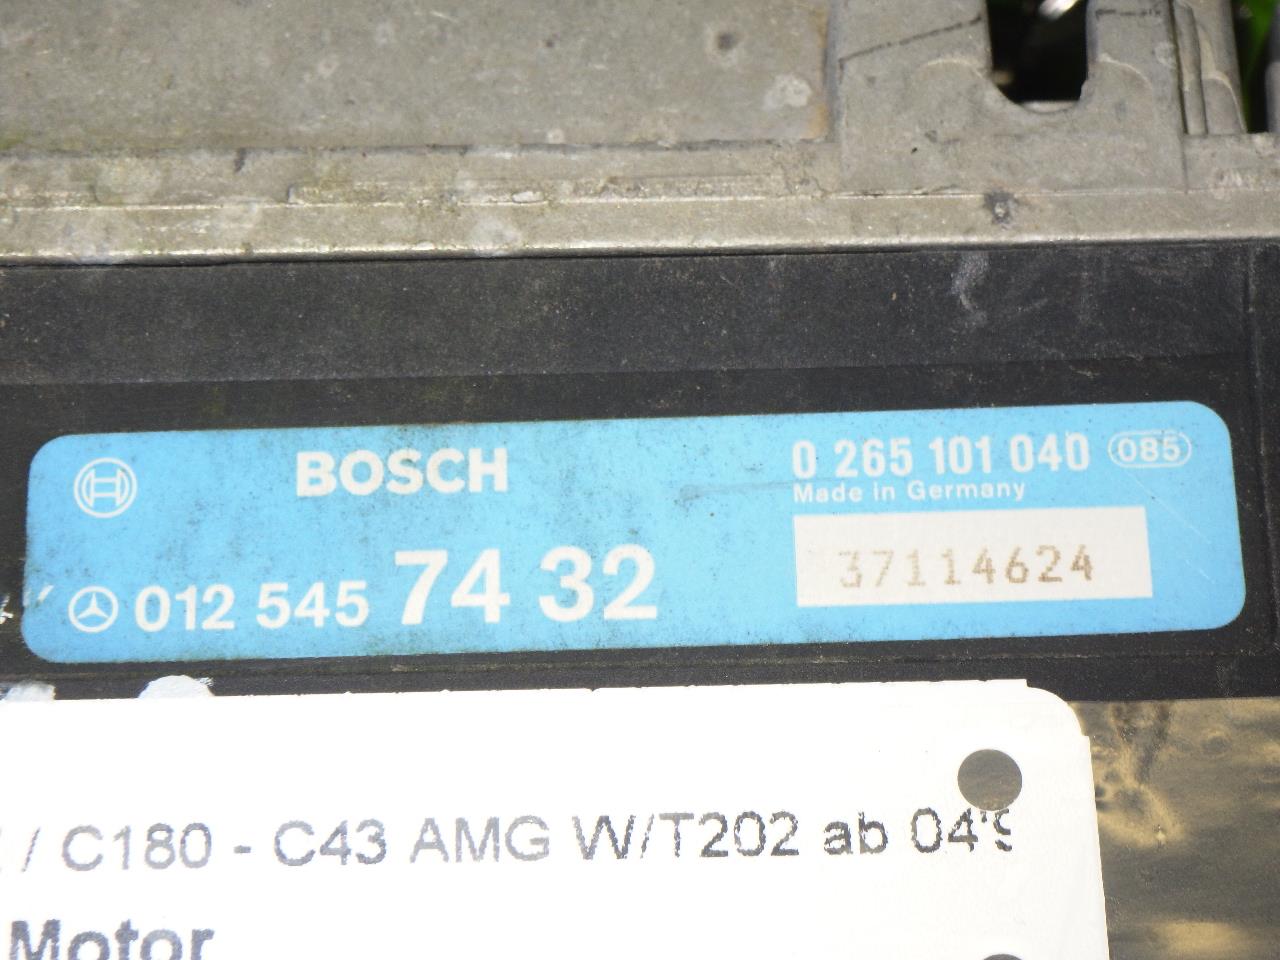 BOSCH
0 265 101 040 085
Made in Germany
012 545 74 32
37114624
/ C180 - C43 AMG W/T202 ab 04'9
Motor